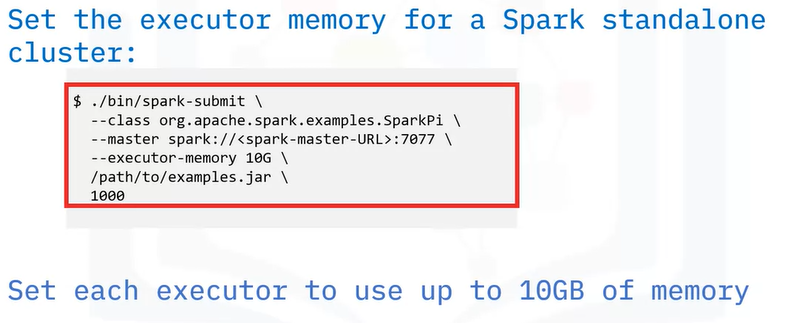 Set the executor memory for a Spark standalone
cluster:
$ ./bin/spark-submit \
--class org.apache.spark.examples.SparkPi \
--master spark://<spark-master-URL>:7077 \
--executor-memory 10G \
/path/to/examples.jar \
1000
Set each executor to use up to 10GB of memory